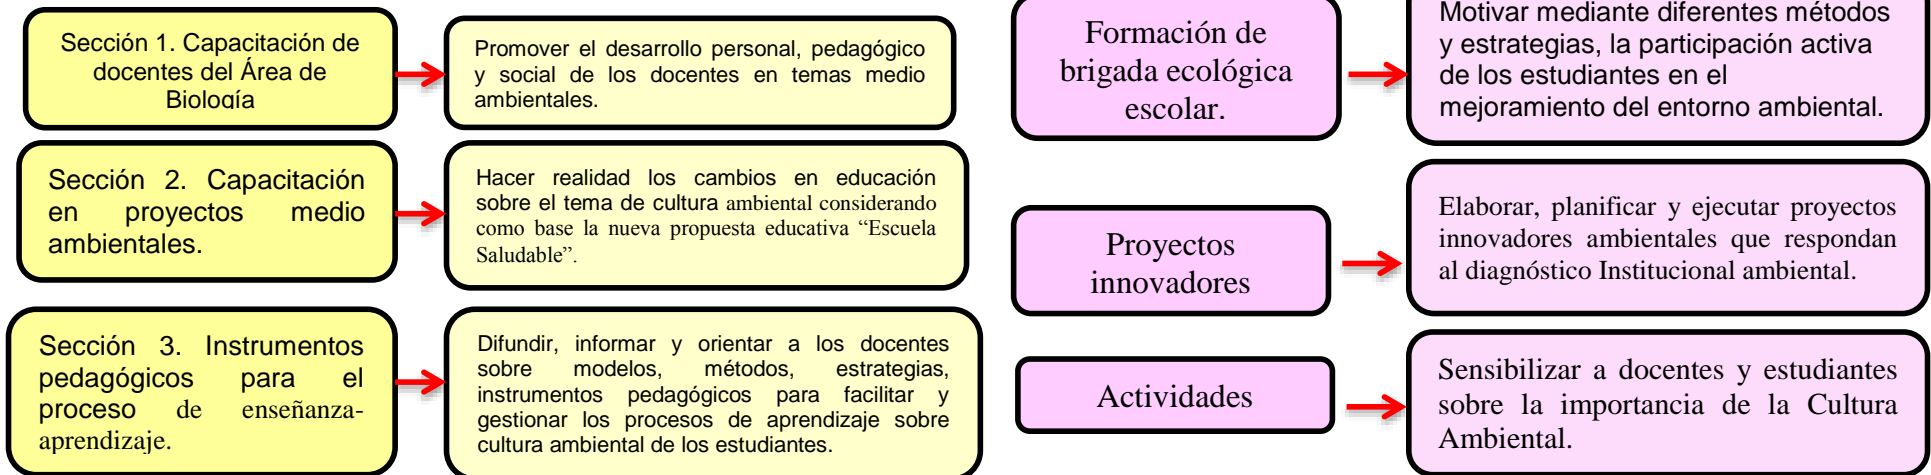 Sección 1. Capacitación de
docentes del Área de
Biología
Promover el desarrollo personal, pedagógico
y social de los docentes en temas medio
ambientales.
Sección 2. Capacitación
en proyectos medio
ambientales.
Hacer realidad los cambios en educación
sobre el tema de cultura ambiental considerando
como base la nueva propuesta educativa “Escuela
Saludable”.
Sección 3. Instrumentos
pedagógicos para el
proceso de enseñanza-
aprendizaje.
Difundir, informar y orientar a los docentes
sobre modelos, métodos, estrategias,
instrumentos pedagógicos para facilitar y
gestionar los procesos de aprendizaje sobre
cultura ambiental de los estudiantes.
Formación de
brigada ecológica
escolar.
Motivar mediante diferentes métodos
y estrategias, la participación activa
de los estudiantes en el
mejoramiento del entorno ambiental.
Proyectos
innovadores
Elaborar, planificar y ejecutar proyectos
innovadores ambientales que respondan
al diagnóstico Institucional ambiental.
Actividades
Sensibilizar a docentes y estudiantes
sobre la importancia de la Cultura
Ambiental.